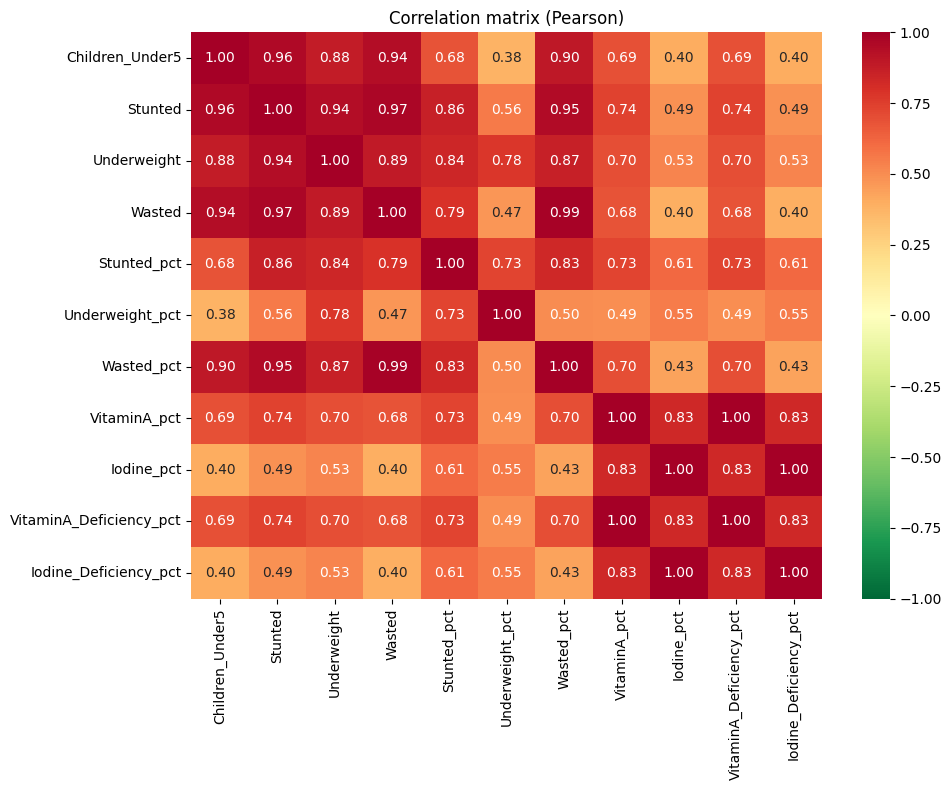 Correlation matrix (Pearson)
Children_Under5 1.00 0.96 0.88 0.94 0.68 0.38 0.90 0.69 0.40 0.69 0.40
Stunted 0.96 1.00 0.94 0.97 0.86 0.56 0.95 0.74 0.49 0.74 0.49
Underweight 0.88 0.94 1.00 0.89 0.84 0.78 0.87 0.70 0.53 0.70 0.53
Wasted 0.94 0.97 0.89 1.00 0.79 0.47 0.99 0.68 0.40 0.68 0.40
Stunted_pct 0.68 0.86 0.84 0.79 1.00 0.73 0.83 0.73 0.61 0.73 0.61
Underweight_pct 0.38 0.56 0.78 0.47 0.73 1.00 0.50 0.49 0.55 0.49 0.55
Wasted_pct 0.90 0.95 0.87 0.99 0.83 0.50 1.00 0.70 0.43 0.70 0.43
VitaminA_pct 0.69 0.74 0.70 0.68 0.73 0.49 0.70 1.00 0.83 1.00 0.83
Iodine_pct 0.40 0.49 0.53 0.40 0.61 0.55 0.43 0.83 1.00 0.83 1.00
VitaminA_Deficiency_pct 0.69 0.74 0.70 0.68 0.73 0.49 0.70 1.00 0.83 1.00 0.83
Iodine_Deficiency_pct 0.40 0.49 0.53 0.40 0.61 0.55 0.43 0.83 1.00 0.83 1.00
Children_Under5
Stunted
Underweight
Wasted
Stunted_pct
Underweight_pct
Wasted_pct
VitaminA_pct
Iodine_pct
VitaminA_Deficiency_pct
Iodine_Deficiency_pct
1.00
0.75
0.50
0.25
0.00
−0.25
−0.50
−0.75
−1.00